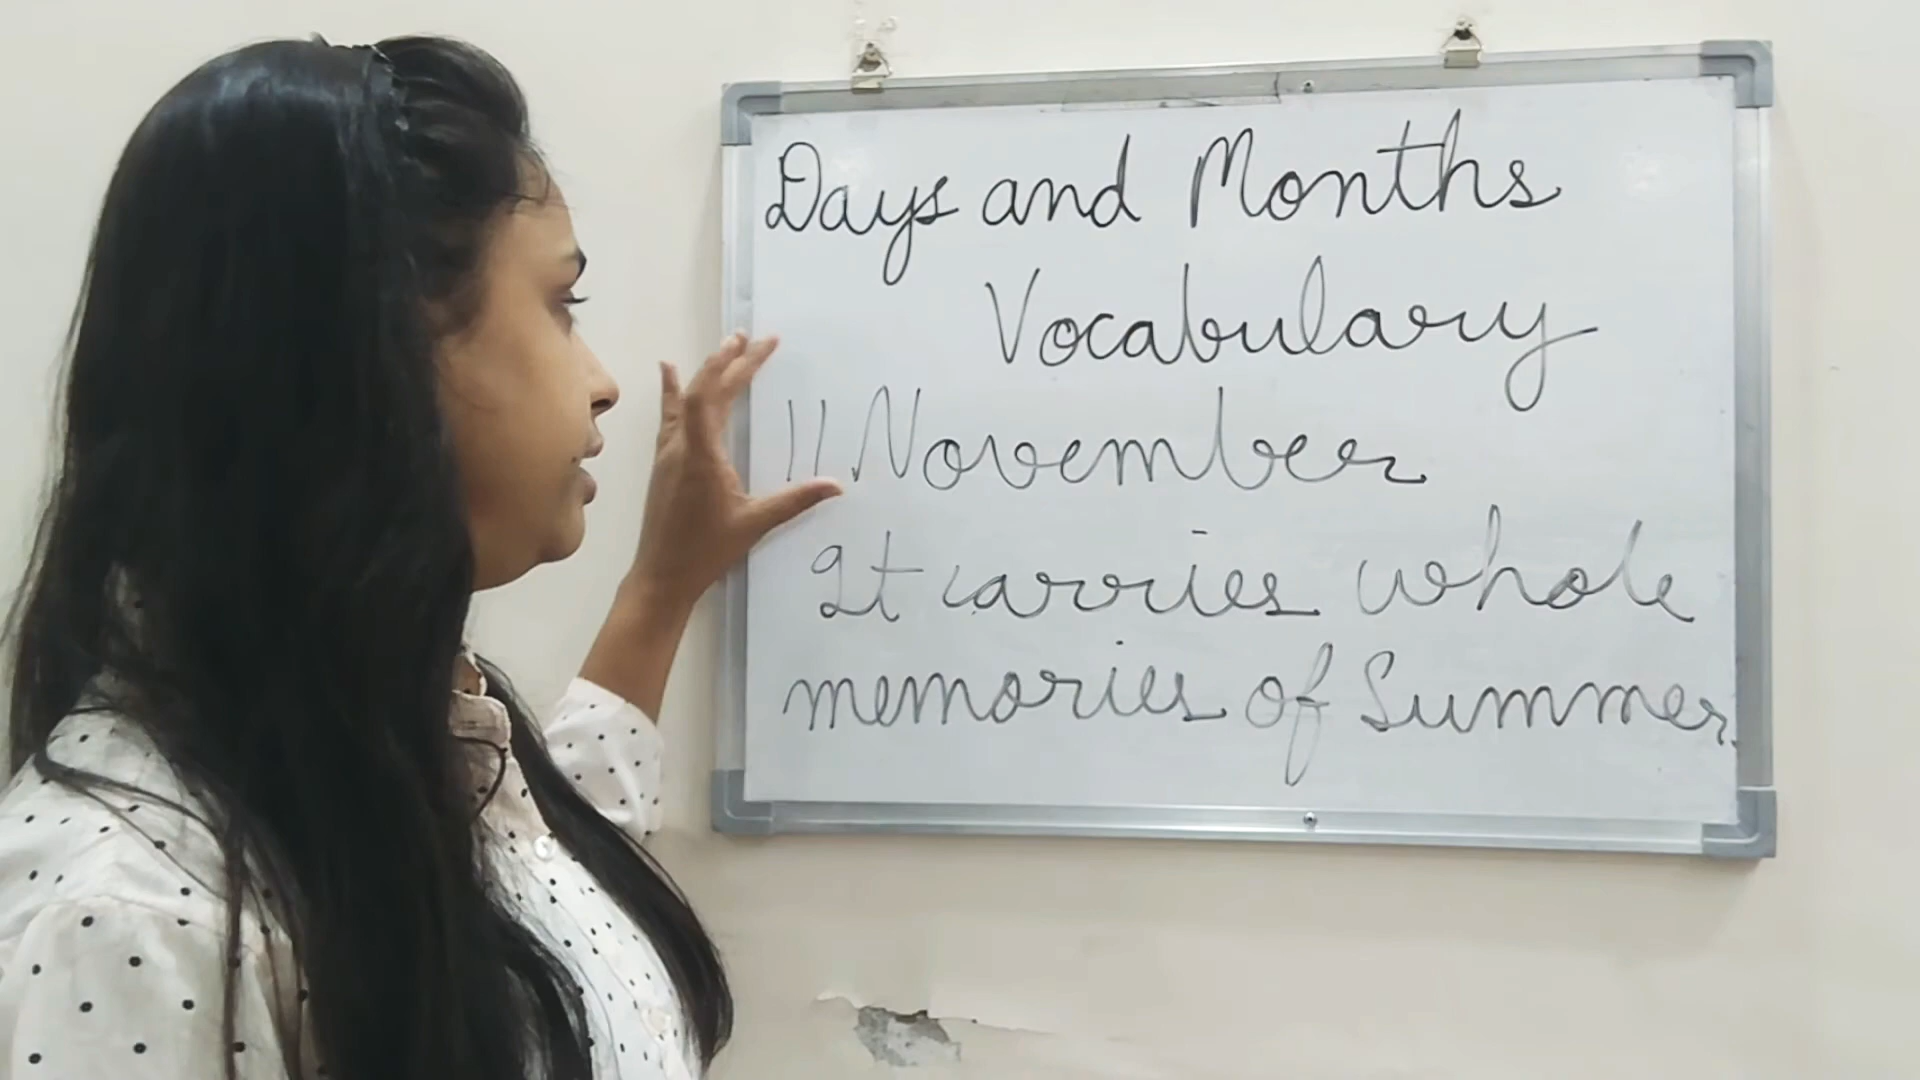 Days and Months
Vocabulary
11 November
It carries whole
memories of Summer.